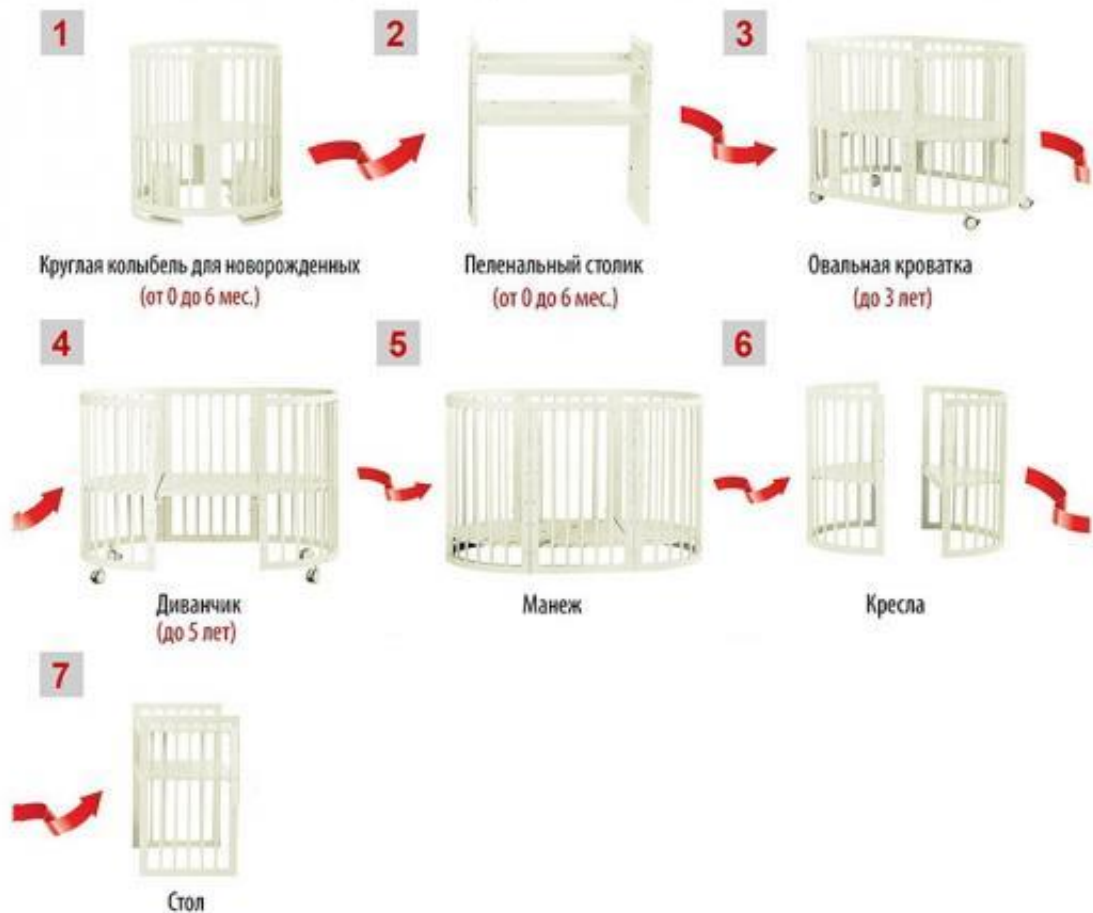 1
2
3
Круглая колыбель для новорожденных
(от 0 до 6 мес.)
Пеленальный столик
(от 0 до 6 мес.)
Овальная кроватка
(до 3 лет)
4
5
6
Диванчик
(до 5 лет)
Манеж
Кресла
7
Стол